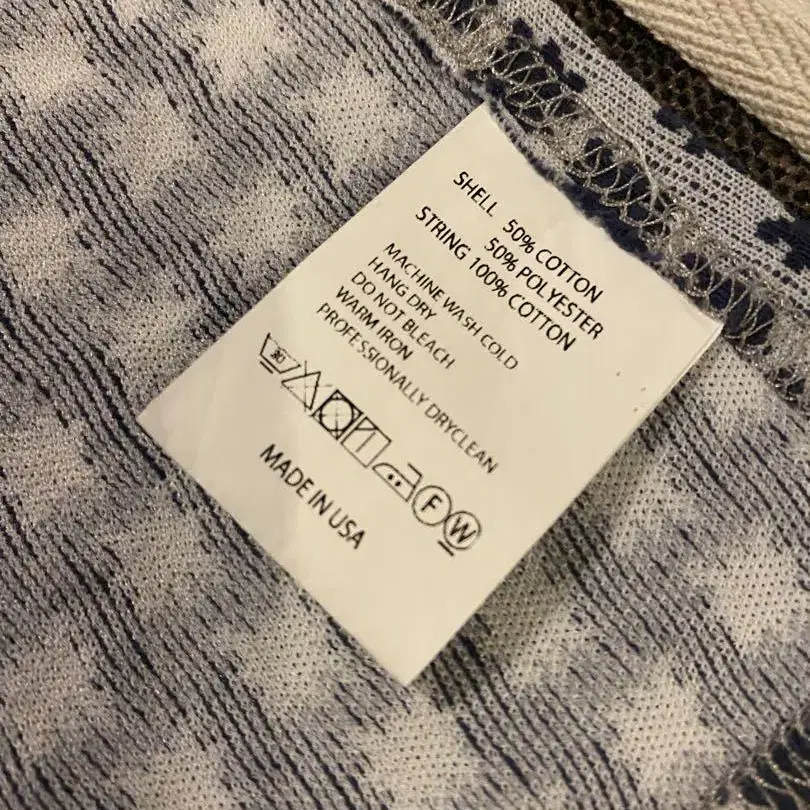 SHELL 50% COTTON
50% POLYESTER
STRING 100% COTTON
MACHINE WASH COLD
HANG DRY
DO NOT BLEACH
WARM IRON
PROFESSIONALLY DRYCLEAN
30 F W
MADE IN USA